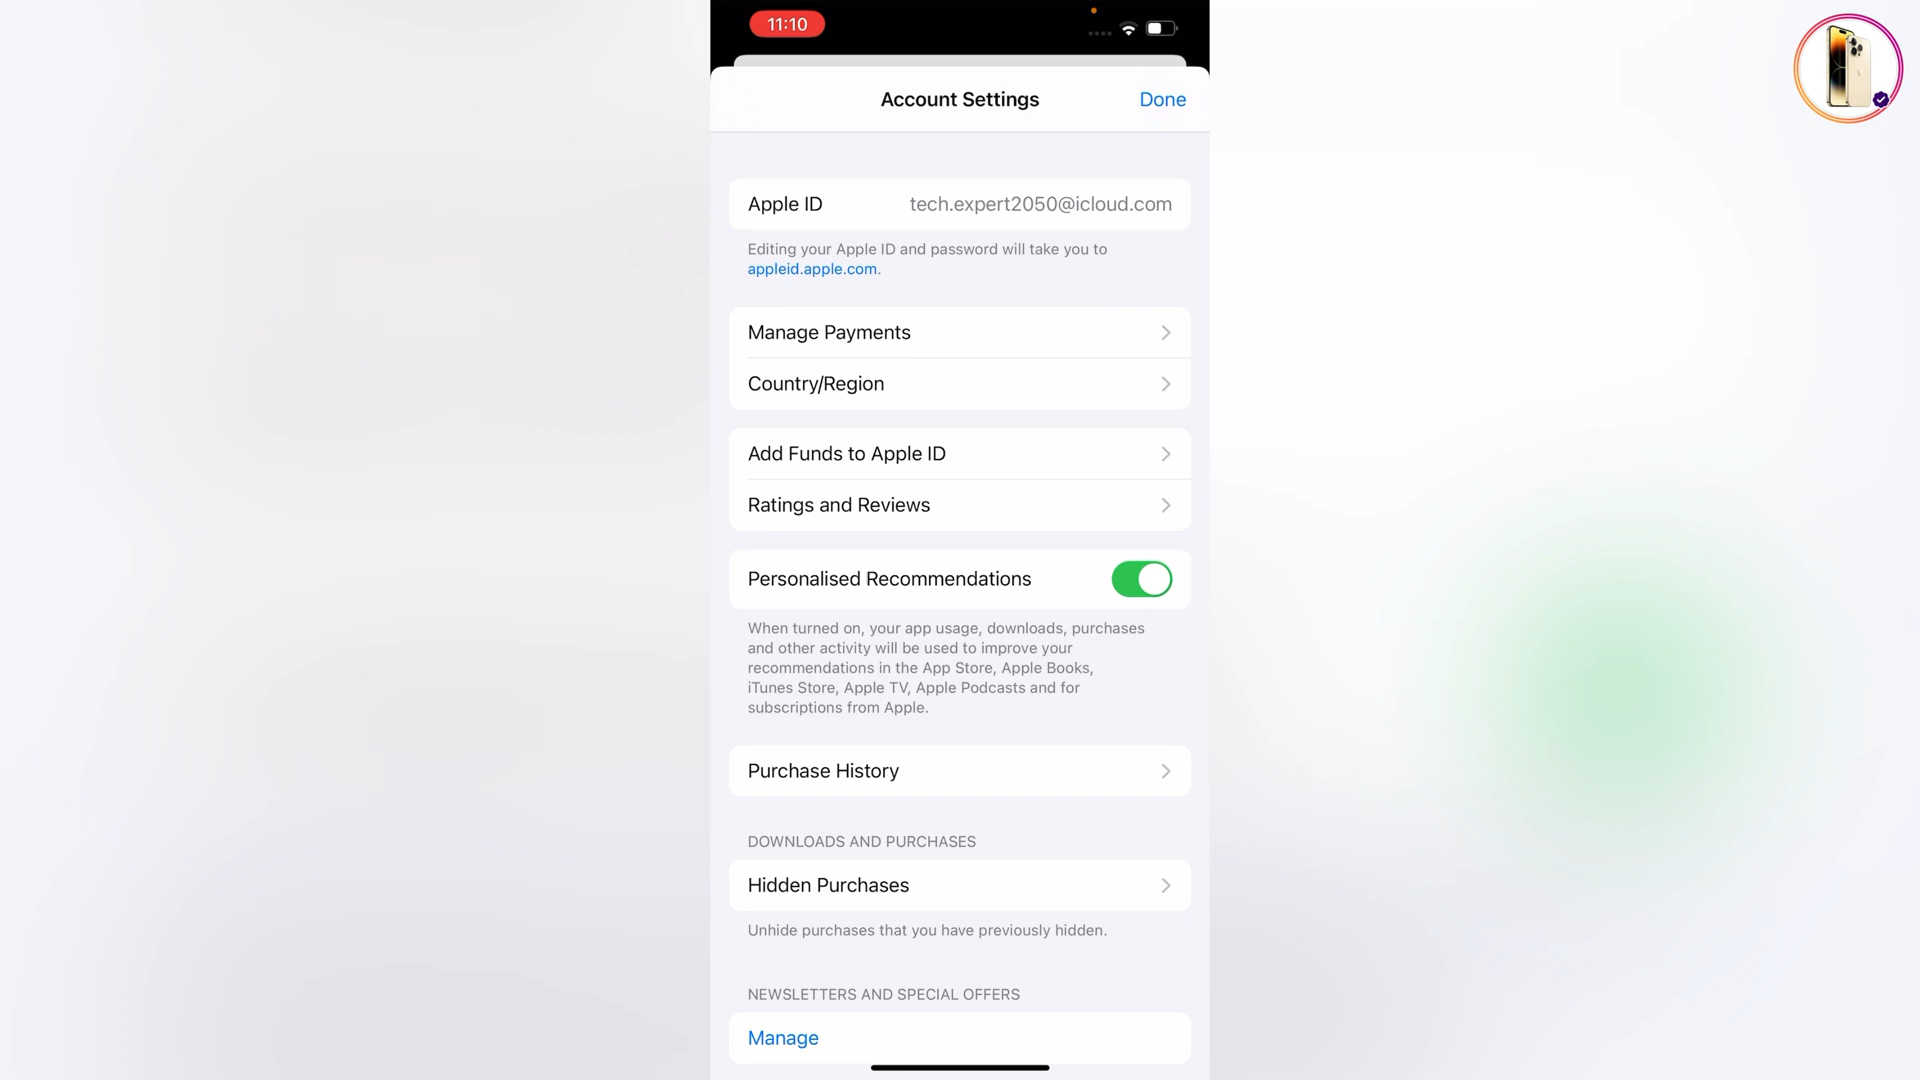 11:10
Account Settings
Done
Apple ID
tech.expert2050@icloud.com
Editing your Apple ID and password will take you to
appleid.apple.com.
Manage Payments
Country/Region
Add Funds to Apple ID
Ratings and Reviews
Personalised Recommendations
When turned on, your app usage, downloads, purchases
and other activity will be used to improve your
recommendations in the App Store, Apple Books,
iTunes Store, Apple TV, Apple Podcasts and for
subscriptions from Apple.
Purchase History
DOWNLOADS AND PURCHASES
Hidden Purchases
Unhide purchases that you have previously hidden.
NEWSLETTERS AND SPECIAL OFFERS
Manage